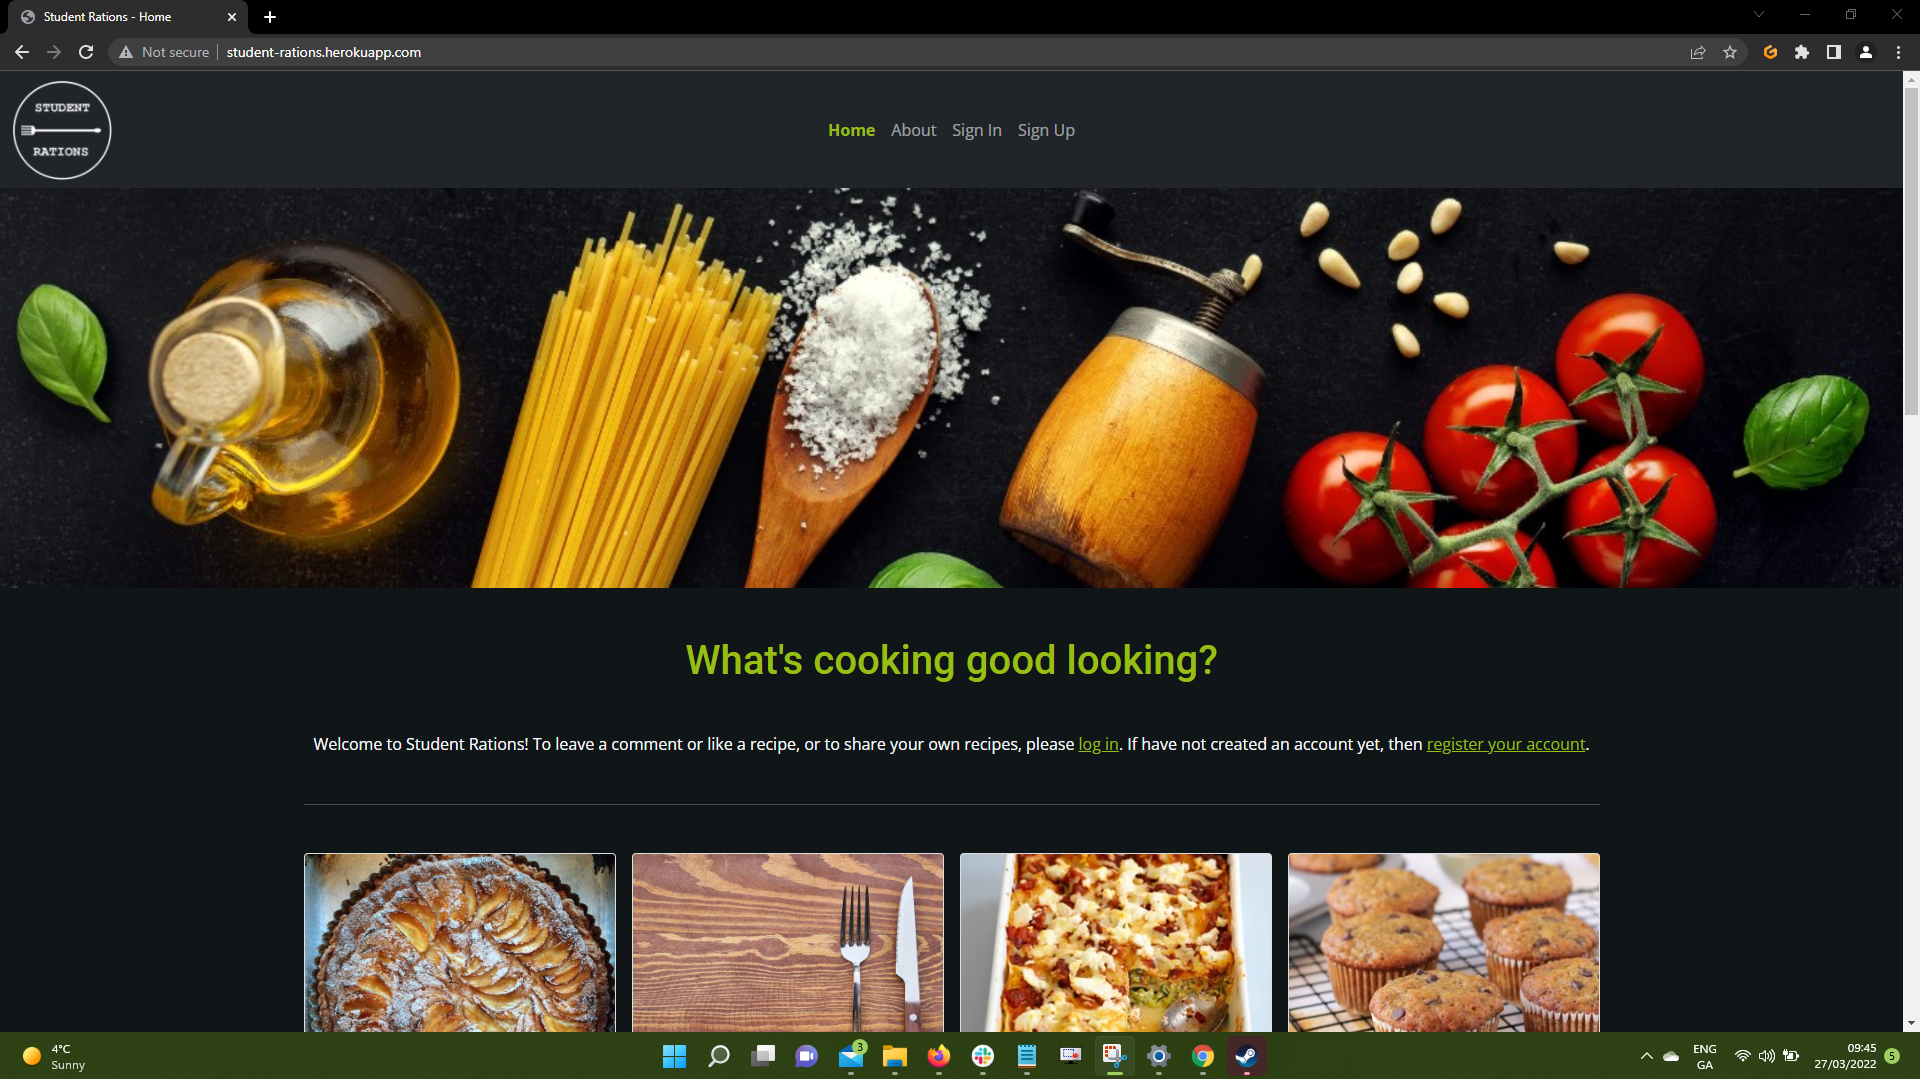 Student Rations - Home
Not secure
student-rations.herokuapp.com
STUDENT
RATIONS
Home
About
Sign In
Sign Up
What's cooking good looking?
Welcome to Student Rations! To leave a comment or like a recipe, or to share your own recipes, please log in. If have not created an account yet, then register your account.
4°C
Sunny
3
ENG
GA
09:45
27/03/2022
5